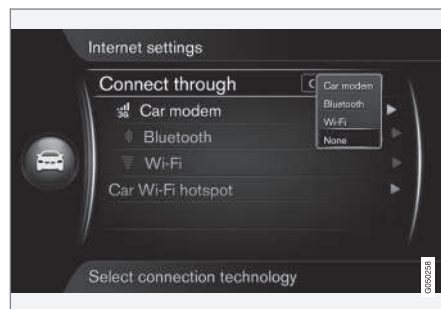 Internet settings
Connect through
Car modem
Bluetooth
Wi-Fi
None
3G Car modem
Bluetooth
Wi-Fi
Car Wi-Fi hotspot
Select connection technology
G050258